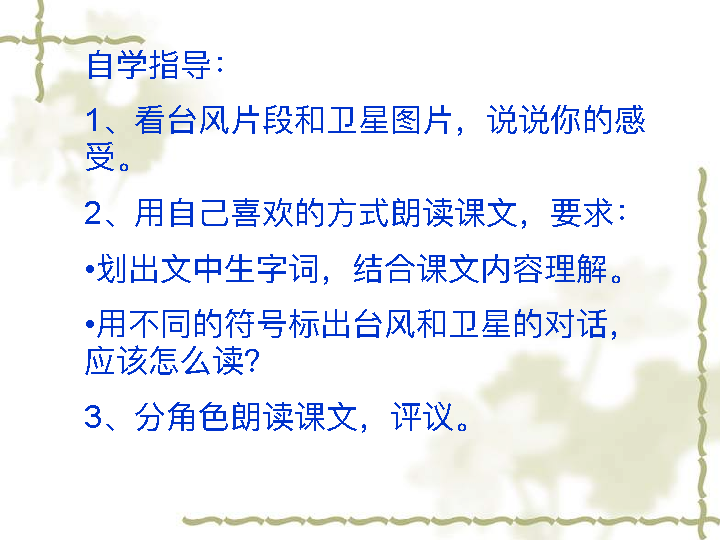 自学指导：
1、看台风片段和卫星图片，说说你的感
受。
2、用自己喜欢的方式朗读课文，要求：
•划出文中生字词，结合课文内容理解。
•用不同的符号标出台风和卫星的对话，
应该怎么读?
3、分角色朗读课文，评议。